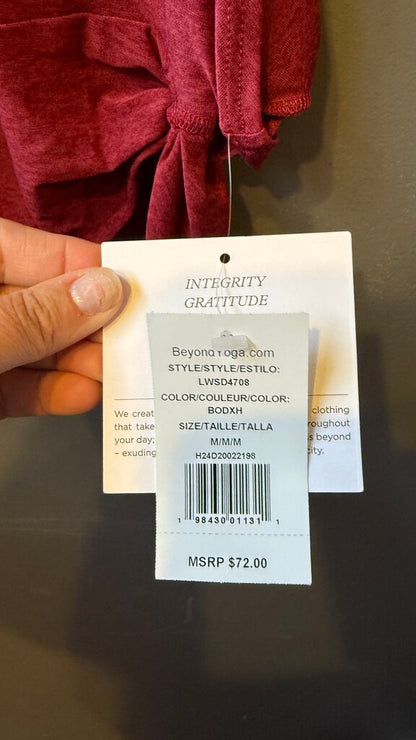 INTEGRITY
GRATITUDE
BeyondYoga.com
STYLE/STYLE/ESTILO:
LWSD4708
COLOR/COULEUR/COLOR:
BODXH
SIZE/TAILLE/TALLA
M/M/M
H24D20022198
1 98430 01131 1
MSRP $72.00
We creat clothing
that take roughout
your day; s beyond
– exuding city.